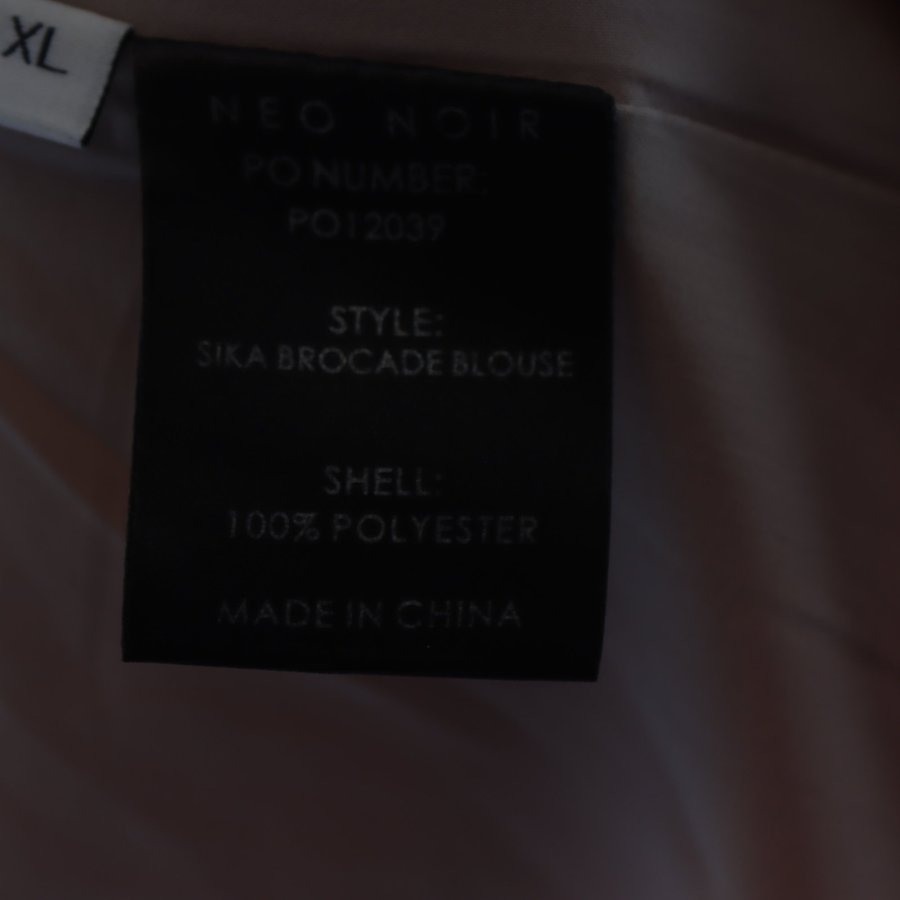 XL
NEO NOIR
PO NUMBER:
PO12039
STYLE:
SIKA BROCADE BLOUSE
SHELL:
100% POLYESTER
MADE IN CHINA